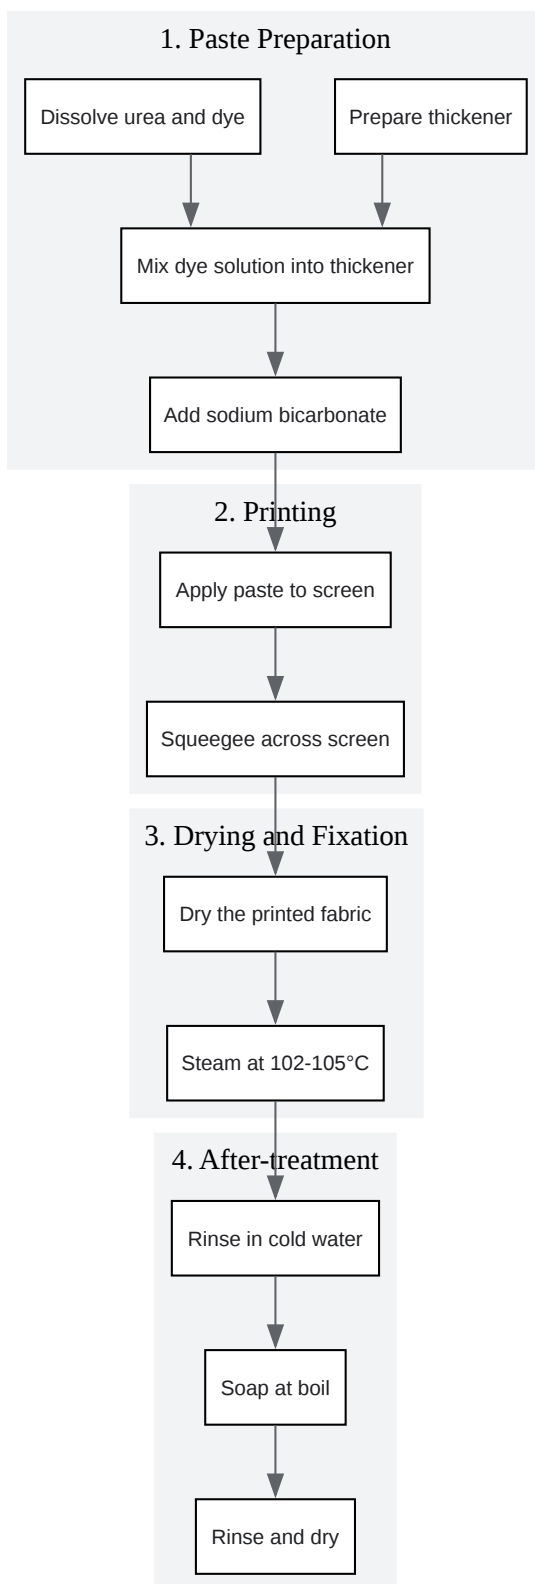 1. Paste Preparation
Dissolve urea and dye
Prepare thickener
Mix dye solution into thickener
Add sodium bicarbonate
2. Printing
Apply paste to screen
Squeegee across screen
3. Drying and Fixation
Dry the printed fabric
Steam at 102-105°C
4. After-treatment
Rinse in cold water
Soap at boil
Rinse and dry